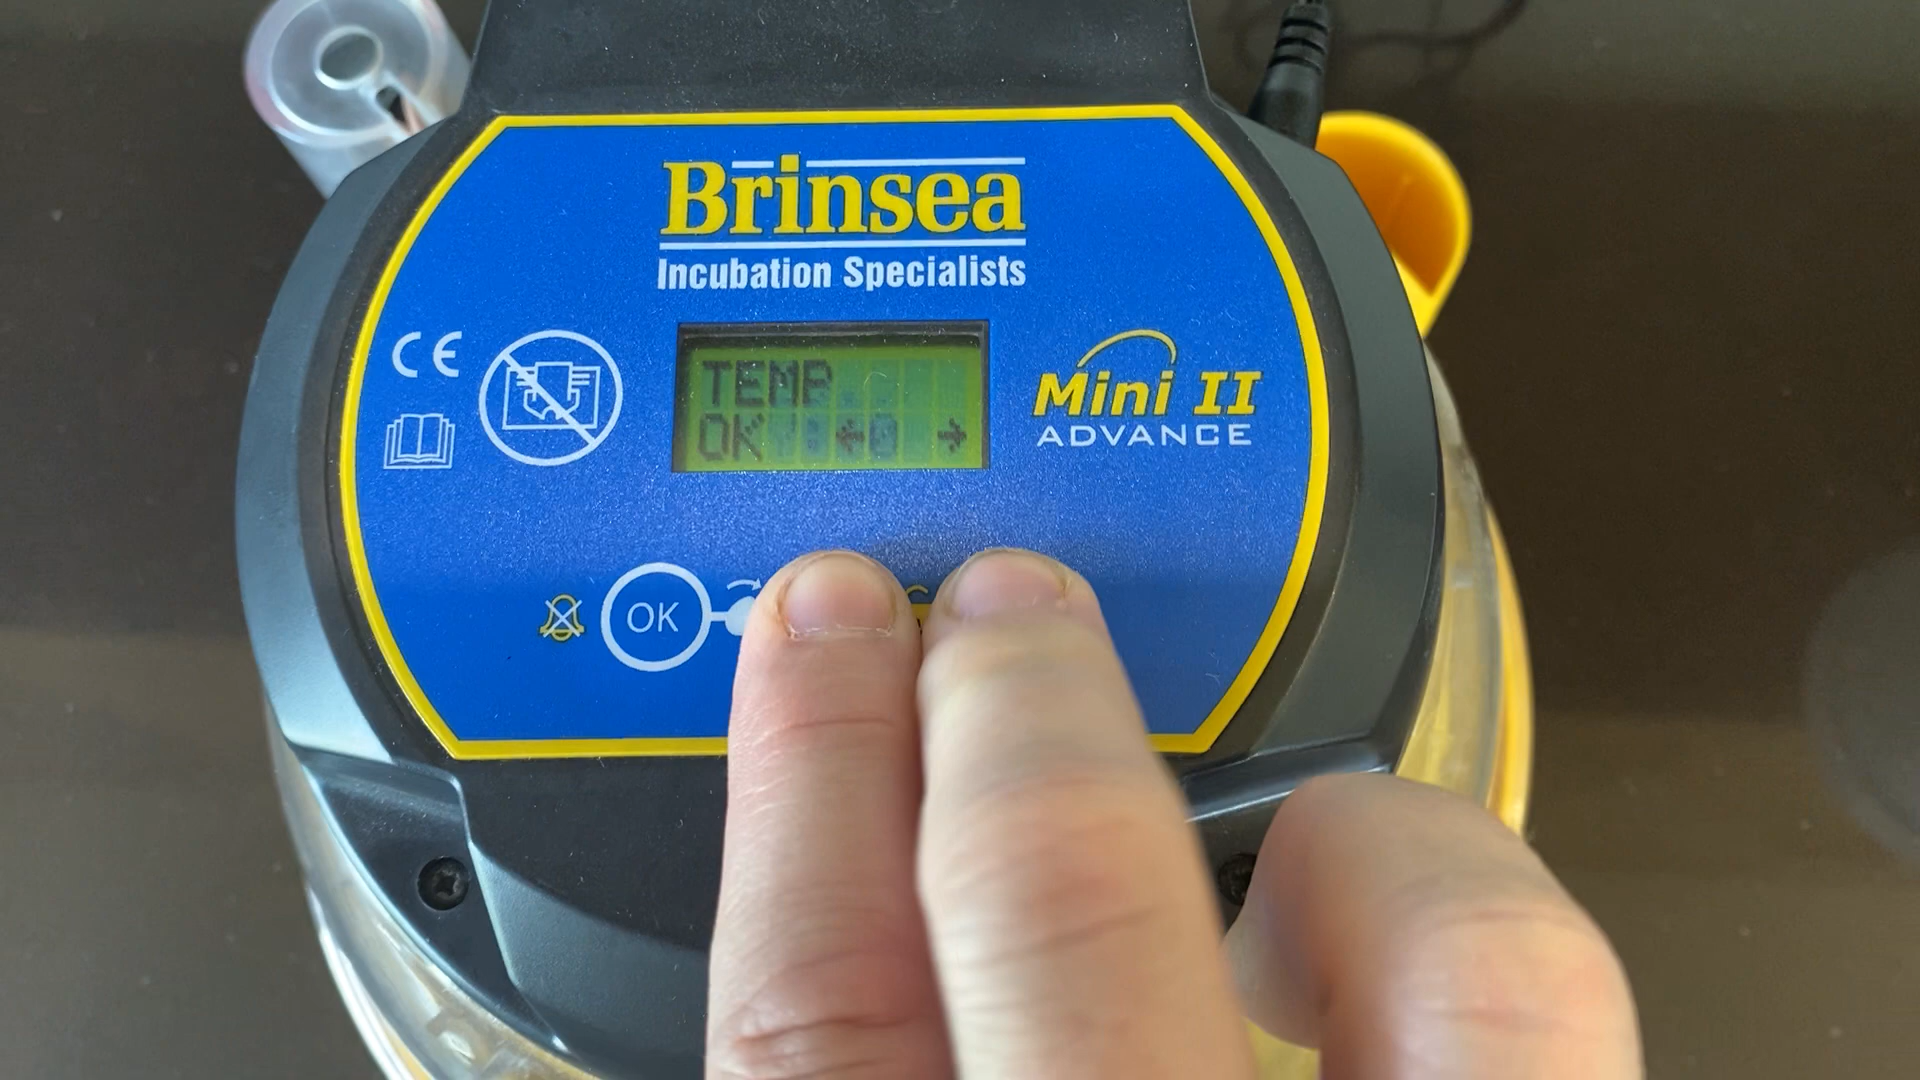 Brinsea
Incubation Specialists
CE
TEMP
OK ← →
Mini II
ADVANCE
OK